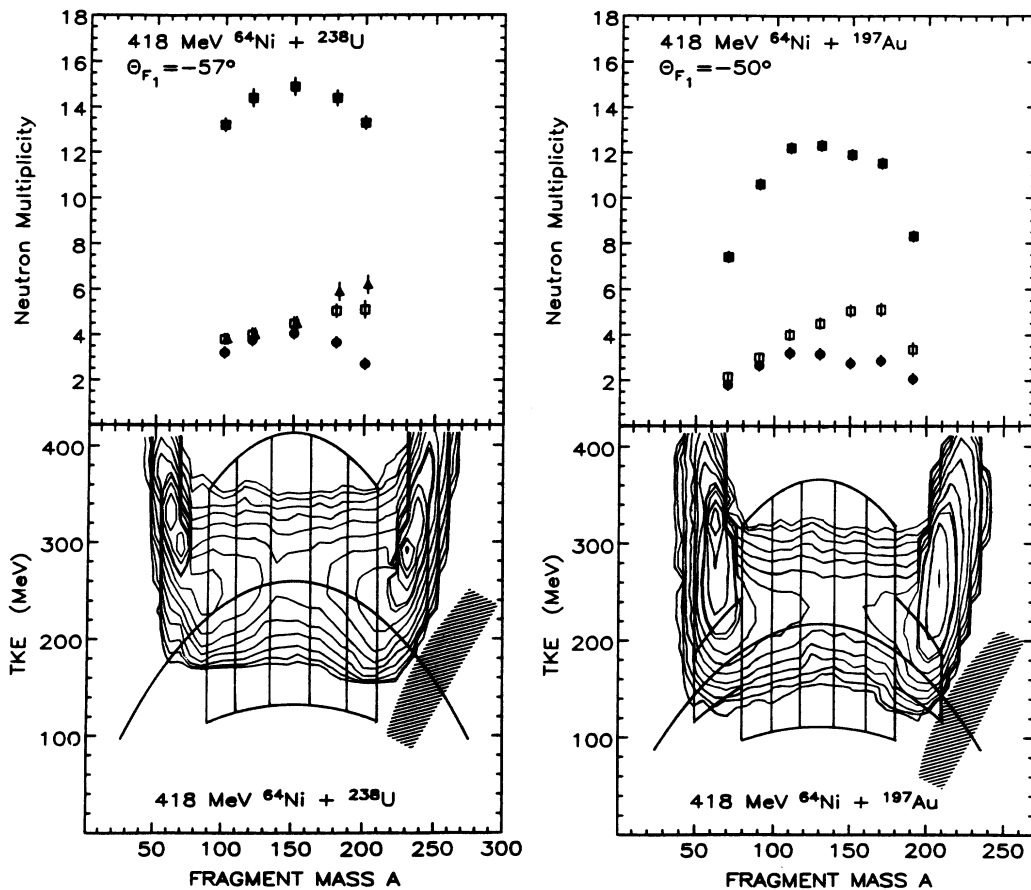 418 MeV ⁶⁴Ni + ²³⁸U
Θ_F₁ = −57°
Neutron Multiplicity
18
16
14
12
10
8
6
4
2
418 MeV ⁶⁴Ni + ¹⁹⁷Au
Θ_F₁ = −50°
Neutron Multiplicity
18
16
14
12
10
8
6
4
2
TKE (MeV)
400
300
200
100
418 MeV ⁶⁴Ni + ²³⁸U
50 100 150 200 250 300
FRAGMENT MASS A
TKE (MeV)
400
300
200
100
418 MeV ⁶⁴Ni + ¹⁹⁷Au
50 100 150 200 250
FRAGMENT MASS A